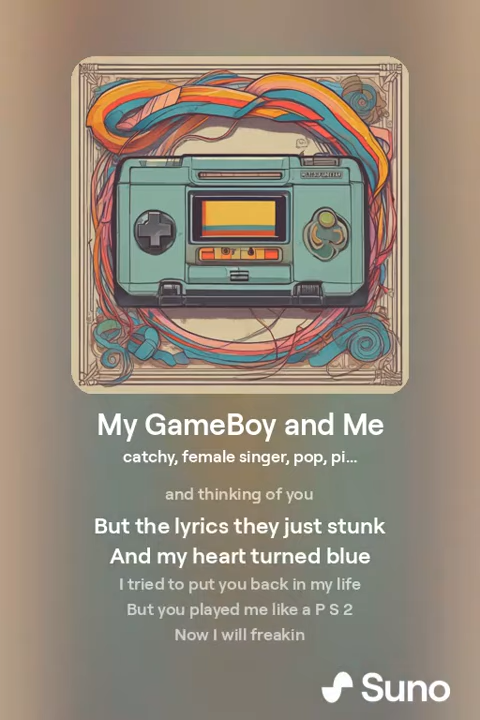 My GameBoy and Me
catchy, female singer, pop, pi...
and thinking of you
But the lyrics they just stunk
And my heart turned blue
I tried to put you back in my life
But you played me like a P S 2
Now I will freakin
Suno